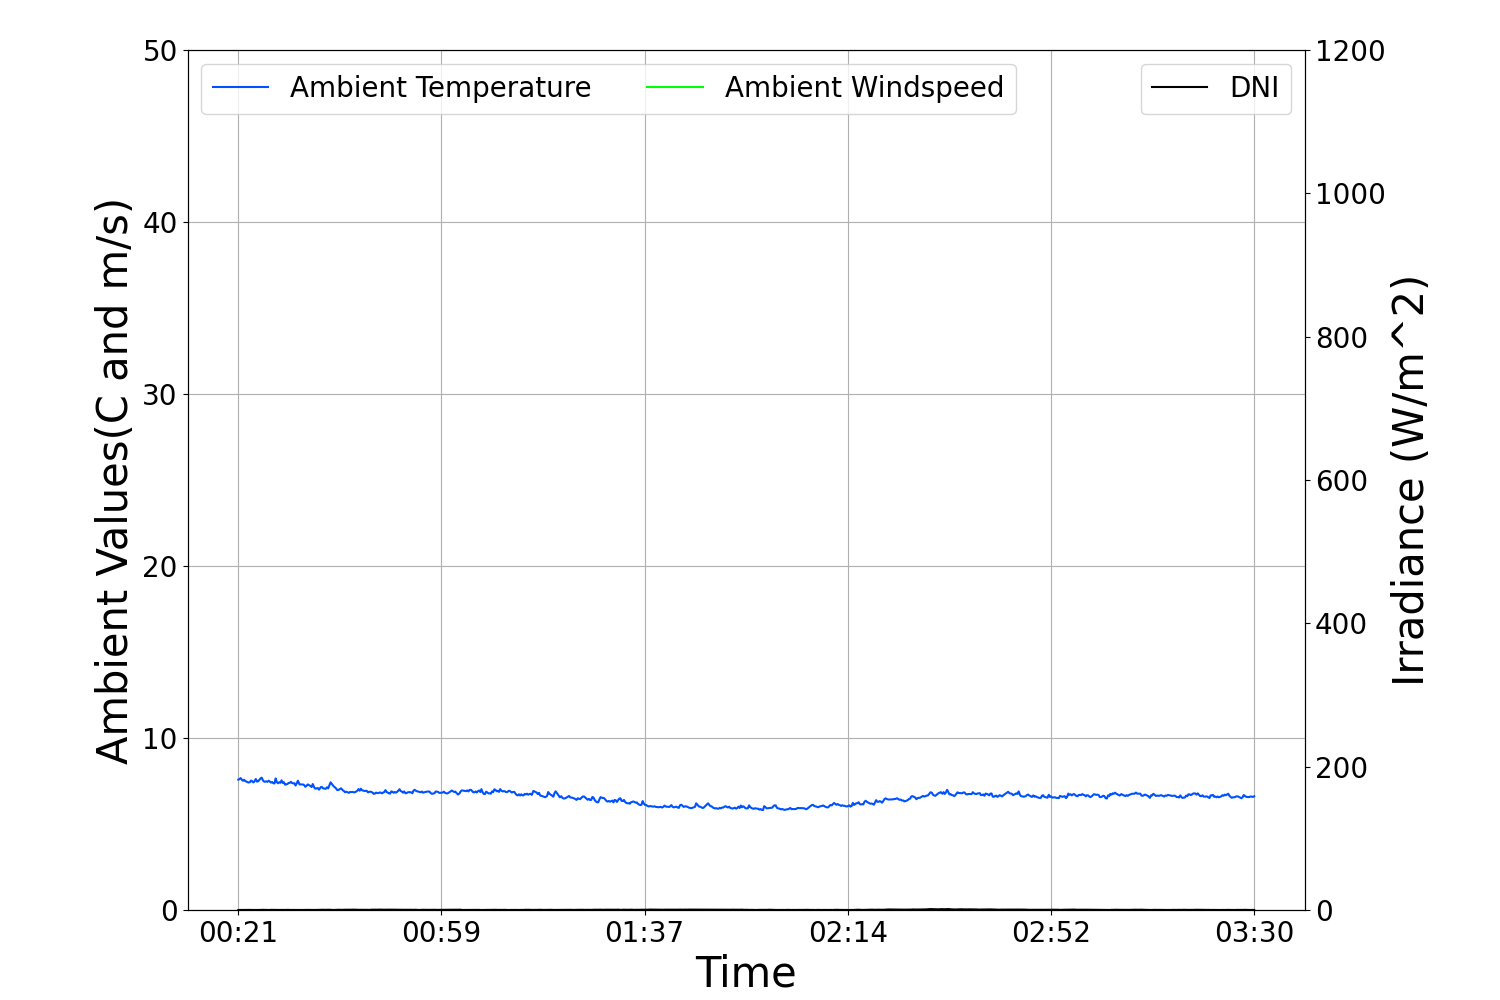 Ambient Temperature
Ambient Windspeed
DNI
Ambient Values(C and m/s)
50
40
30
20
10
0
1200
1000
800
600
400
200
0
Irradiance (W/m^2)
00:21 00:59 01:37 02:14 02:52 03:30
Time